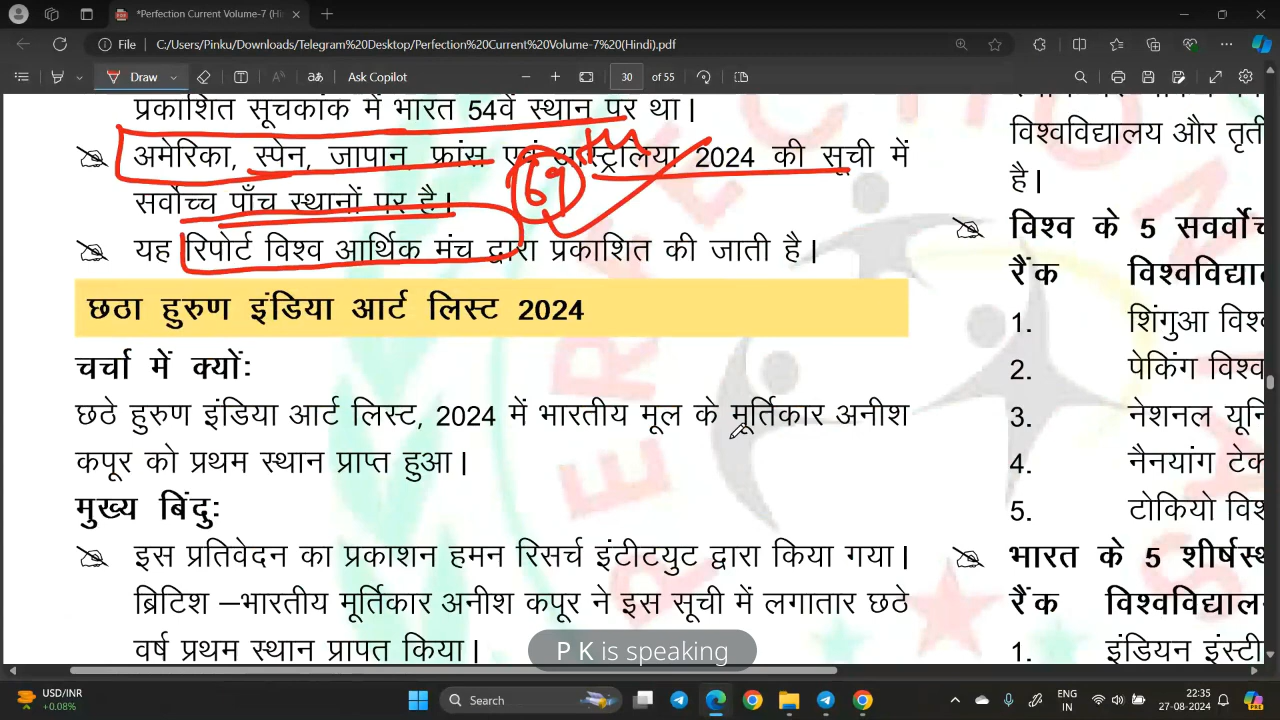 *Perfection Current Volume-7 (Hi
File C:/Users/Pinku/Downloads/Telegram%20Desktop/Perfection%20Current%20Volume-7%20(Hindi).pdf
Draw Ask Copilot 30 of 55
प्रकाशित सूचकांक में भारत 54वें स्थान पर था |
अमेरिका, स्पेन, जापान, फ्रांस एवं ऑस्ट्रेलिया 2024 की सूची में
69th
सर्वोच्च पाँच स्थानों पर है |
यह रिपोर्ट विश्व आर्थिक मंच द्वारा प्रकाशित की जाती है |
छठा हुरुण इंडिया आर्ट लिस्ट 2024
चर्चा में क्यों:
छठे हुरुण इंडिया आर्ट लिस्ट, 2024 में भारतीय मूल के मूर्तिकार अनीश
कपूर को प्रथम स्थान प्राप्त हुआ |
मुख्य बिंदु:
इस प्रतिवेदन का प्रकाशन हमन रिसर्च इंटीटयुट द्वारा किया गया |
ब्रिटिश –भारतीय मूर्तिकार अनीश कपूर ने इस सूची में लगातार छठे
वर्ष प्रथम स्थान प्रापत किया |
विश्वविद्यालय और तृती
है |
विश्व के 5 सवर्वोच
रैंक विश्वविद्याल
1. शिंगुआ विश्
2. पेकिंग विश्व
3. नेशनल यूनि
4. नैनयांग टेक
5. टोकियो विश
भारत के 5 शीर्षस्
रैंक विश्वविद्याल
1. इंडियन इंस्टी
P K is speaking
USD/INR
+0.08%
Search
ENG
IN
22:35
27-08-2024